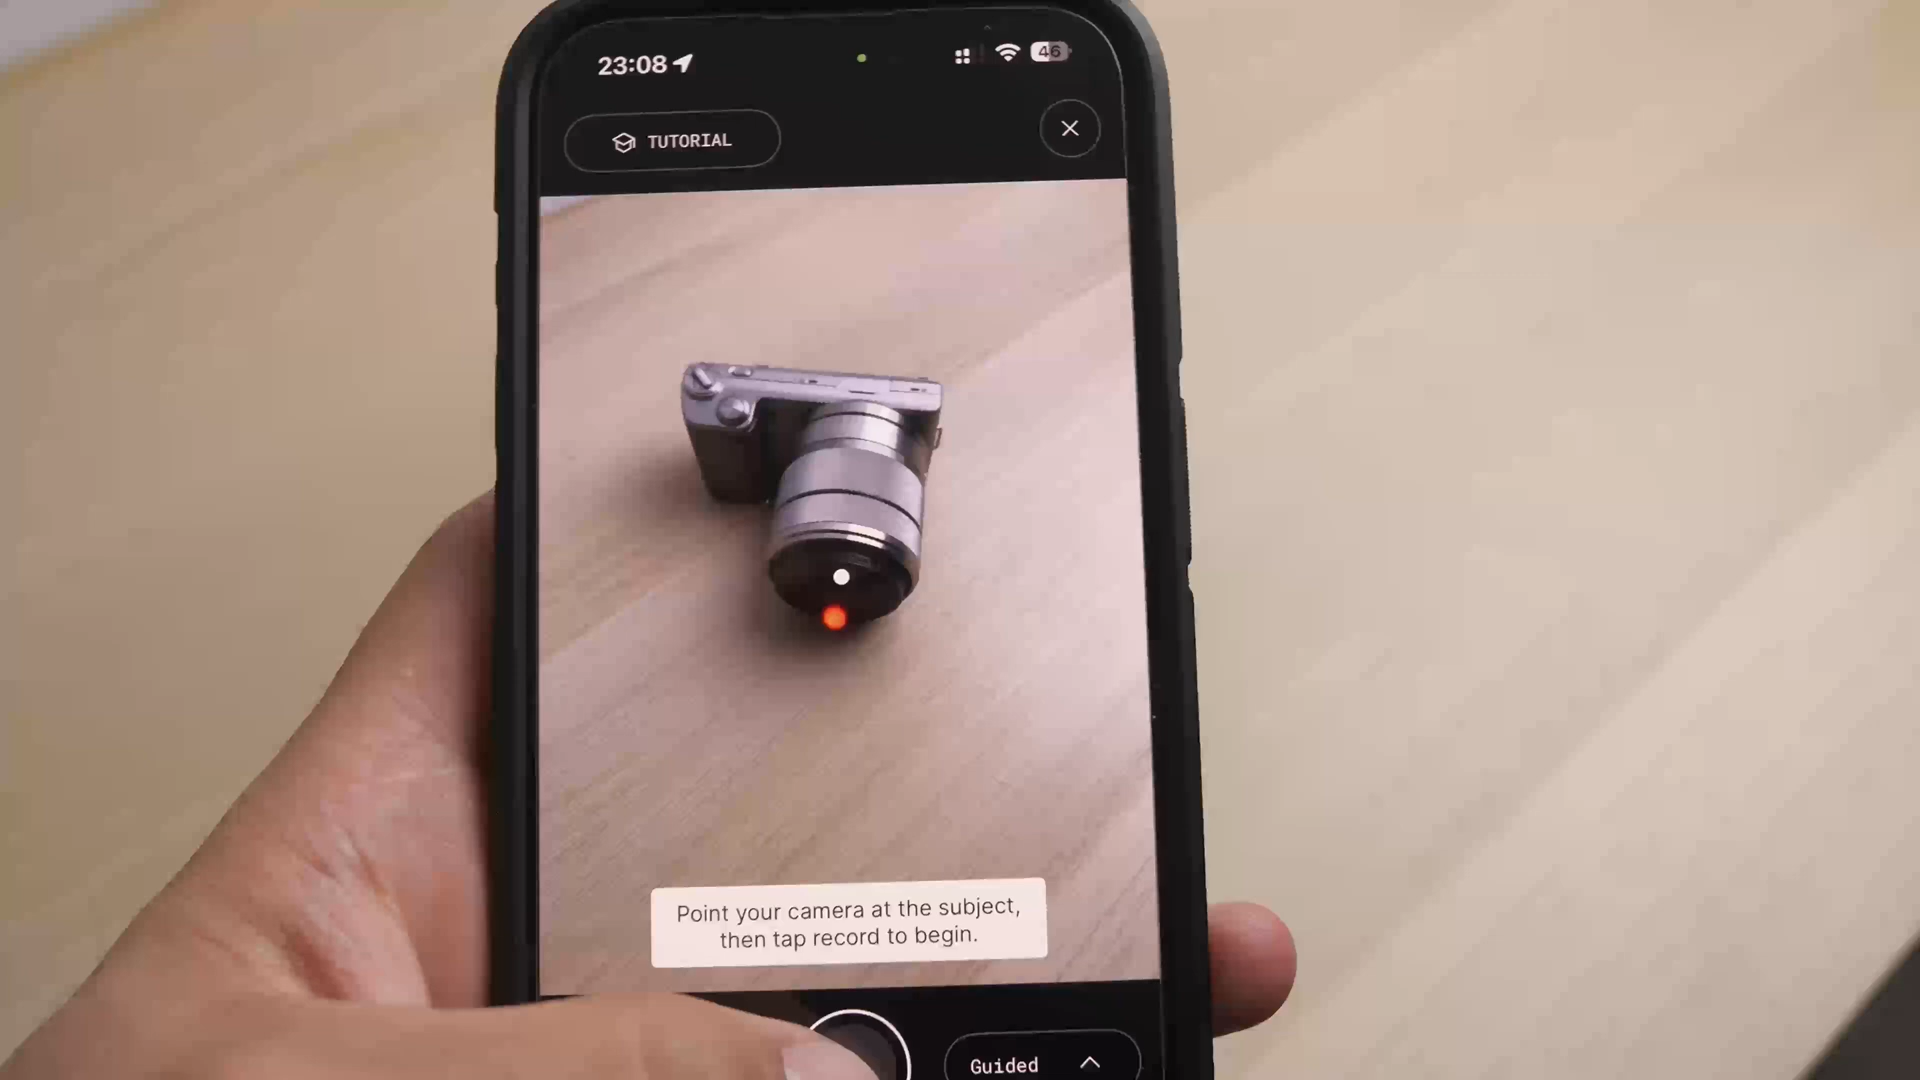 23:08
46
TUTORIAL
Point your camera at the subject,
then tap record to begin.
Guided